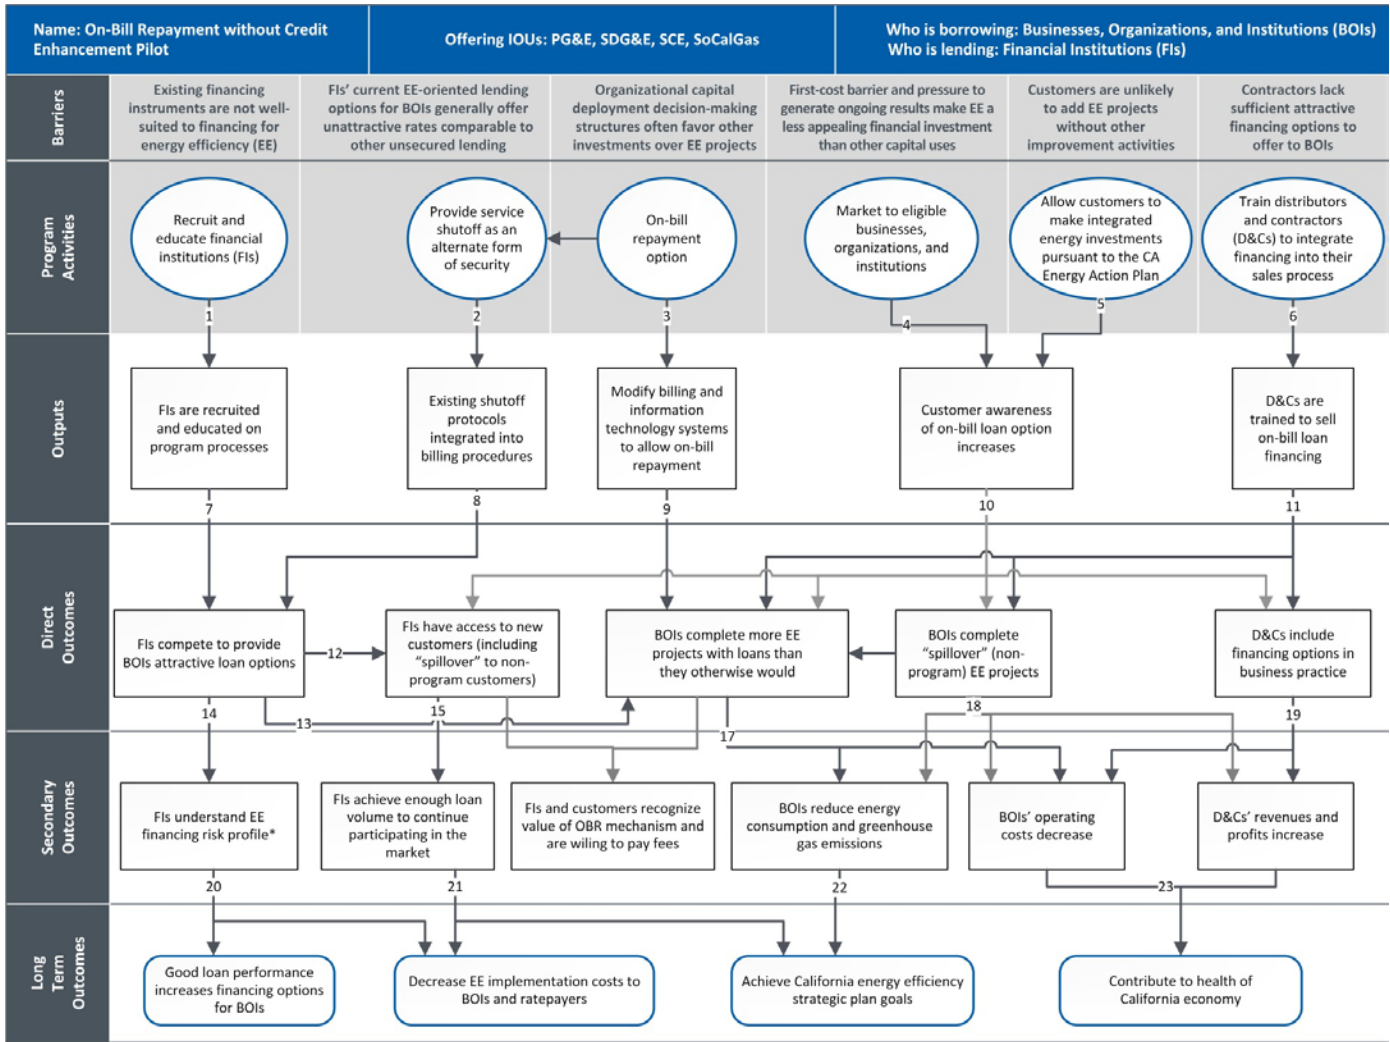 Name: On-Bill Repayment without Credit
Enhancement Pilot
Offering IOUs: PG&E, SDG&E, SCE, SoCalGas
Who is borrowing: Businesses, Organizations, and Institutions (BOIs)
Who is lending: Financial Institutions (FIs)
Barriers
Existing financing
instruments are not well-
suited to financing for
energy efficiency (EE)
FIs' current EE-oriented lending
options for BOIs generally offer
unattractive rates comparable to
other unsecured lending
Organizational capital
deployment decision-making
structures often favor other
investments over EE projects
First-cost barrier and pressure to
generate ongoing results make EE a
less appealing financial investment
than other capital uses
Customers are unlikely
to add EE projects
without other
improvement activities
Contractors lack
sufficient attractive
financing options to
offer to BOIs
Program
Activities
Recruit and
educate financial
institutions (FIs)
Provide service
shutoff as an
alternate form
of security
On-bill
repayment
option
Market to eligible
businesses,
organizations, and
institutions
Allow customers to
make integrated
energy investments
pursuant to the CA
Energy Action Plan
Train distributors
and contractors
(D&Cs) to integrate
financing into their
sales process
1
2
3
4
5
6
Outputs
FIs are recruited
and educated on
program processes
Existing shutoff
protocols
integrated into
billing procedures
Modify billing and
information
technology systems
to allow on-bill
repayment
Customer awareness
of on-bill loan option
increases
D&Cs are
trained to sell
on-bill loan
financing
7
8
9
10
11
Direct
Outcomes
FIs compete to provide
BOIs attractive loan options
12
FIs have access to new
customers (including
"spillover" to non-
program customers)
BOIs complete more EE
projects with loans than
they otherwise would
BOIs complete
"spillover" (non-
program) EE projects
D&Cs include
financing options in
business practice
14
13
15
17
18
19
Secondary
Outcomes
FIs understand EE
financing risk profile*
FIs achieve enough loan
volume to continue
participating in the
market
FIs and customers recognize
value of OBR mechanism and
are wiling to pay fees
BOIs reduce energy
consumption and greenhouse
gas emissions
BOIs' operating
costs decrease
D&Cs' revenues and
profits increase
20
21
22
23
Long
Term
Outcomes
Good loan performance
increases financing options
for BOIs
Decrease EE implementation costs to
BOIs and ratepayers
Achieve California energy efficiency
strategic plan goals
Contribute to health of
California economy